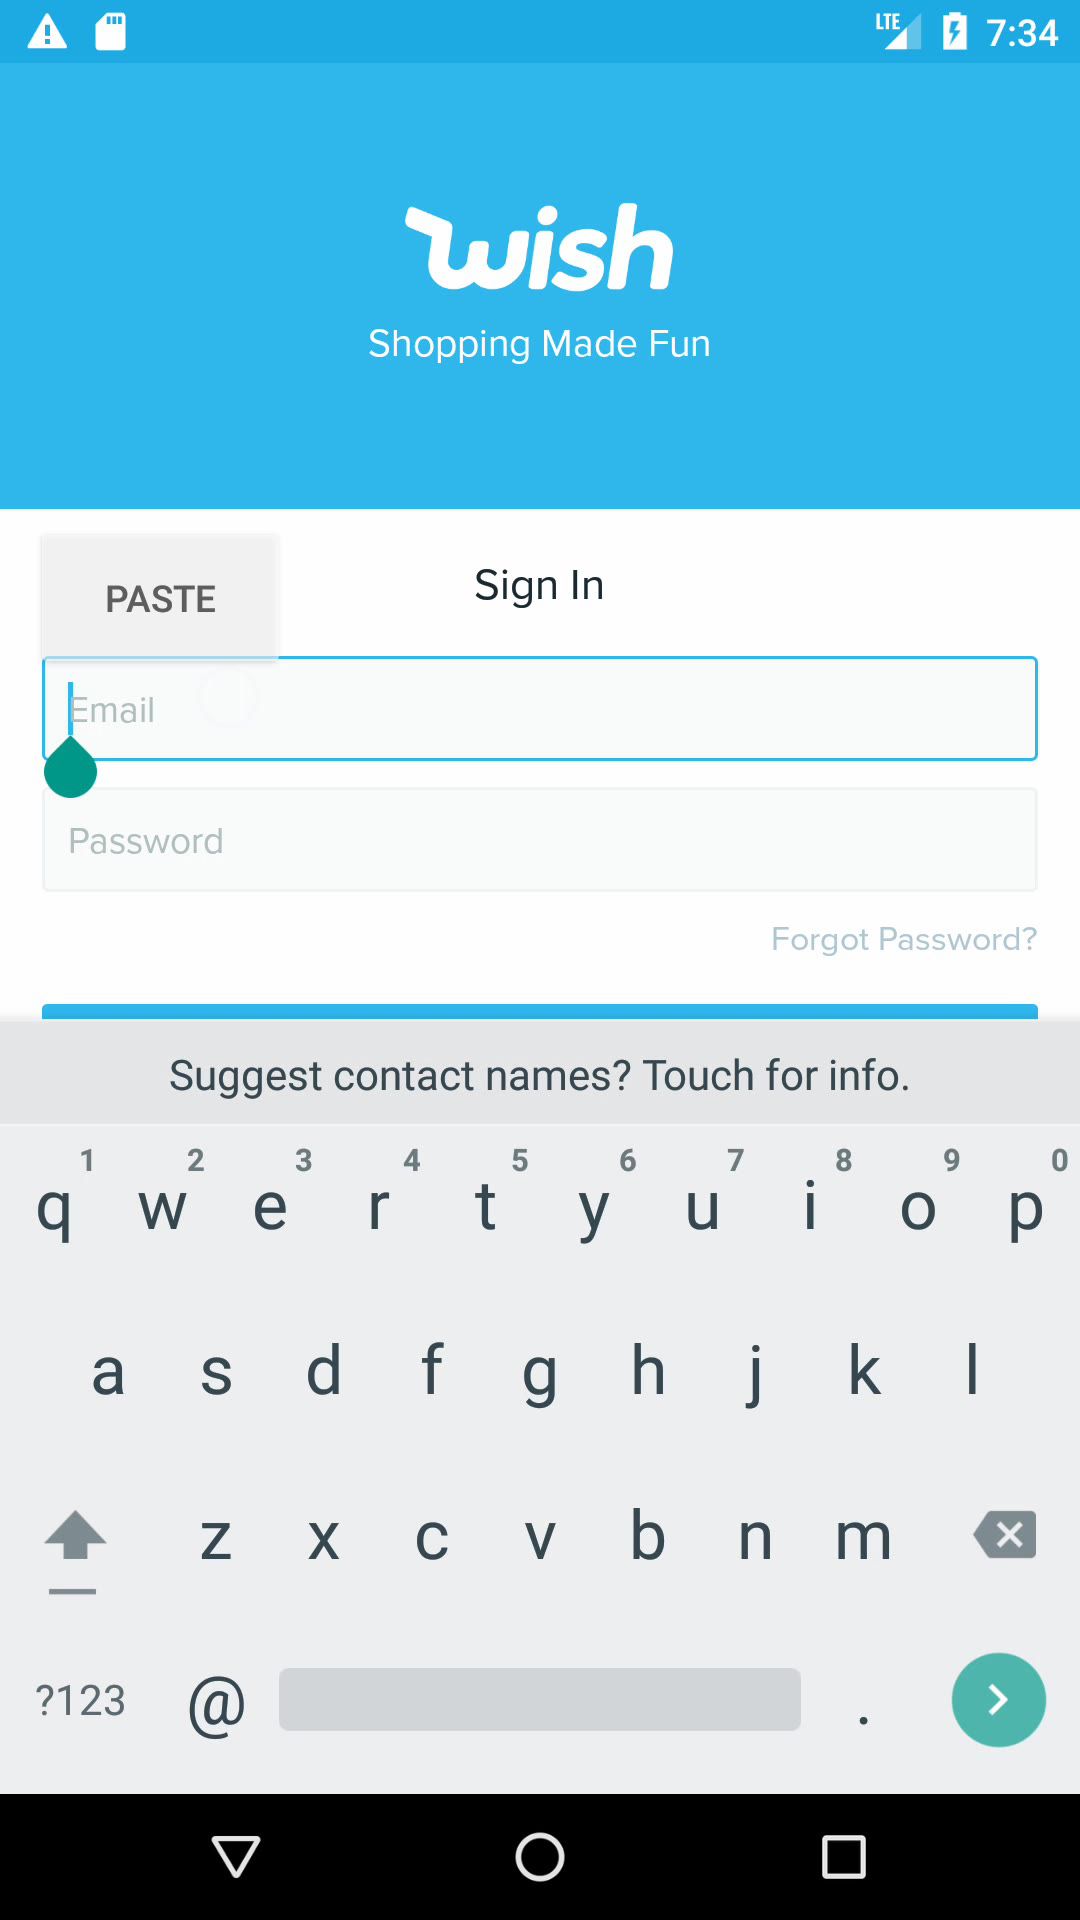 LTE 7:34
wish
Shopping Made Fun
PASTE
Sign In
Email
Password
Forgot Password?
Suggest contact names? Touch for info.
1 2 3 4 5 6 7 8 9 0
q w e r t y u i o p
a s d f g h j k l
z x c v b n m
?123 @ .